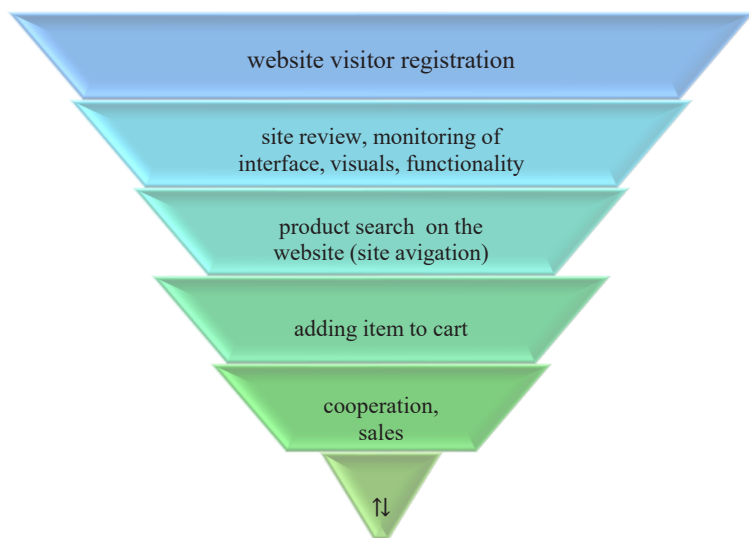 website visitor registration
site review, monitoring of
interface, visuals, functionality
product search on the
website (site avigation)
adding item to cart
cooperation,
sales
⇅